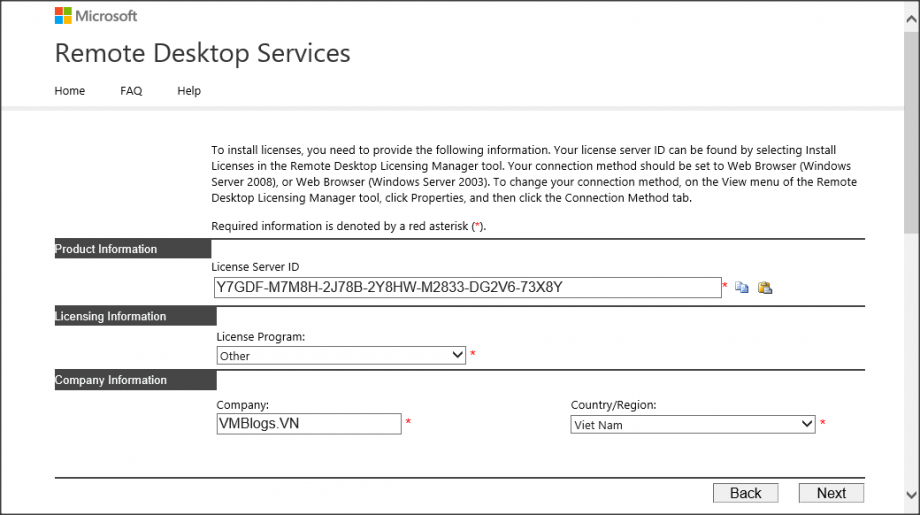 Microsoft
Remote Desktop Services
Home FAQ Help
To install licenses, you need to provide the following information. Your license server ID can be found by selecting Install
Licenses in the Remote Desktop Licensing Manager tool. Your connection method should be set to Web Browser (Windows
Server 2008), or Web Browser (Windows Server 2003). To change your connection method, on the View menu of the Remote
Desktop Licensing Manager tool, click Properties, and then click the Connection Method tab.
Required information is denoted by a red asterisk (*).
Product Information
License Server ID
Y7GDF-M7M8H-2J78B-2Y8HW-M2833-DG2V6-73X8Y *
Licensing Information
License Program:
Other *
Company Information
Company: Country/Region:
VMBlogs.VN * Viet Nam *
Back Next